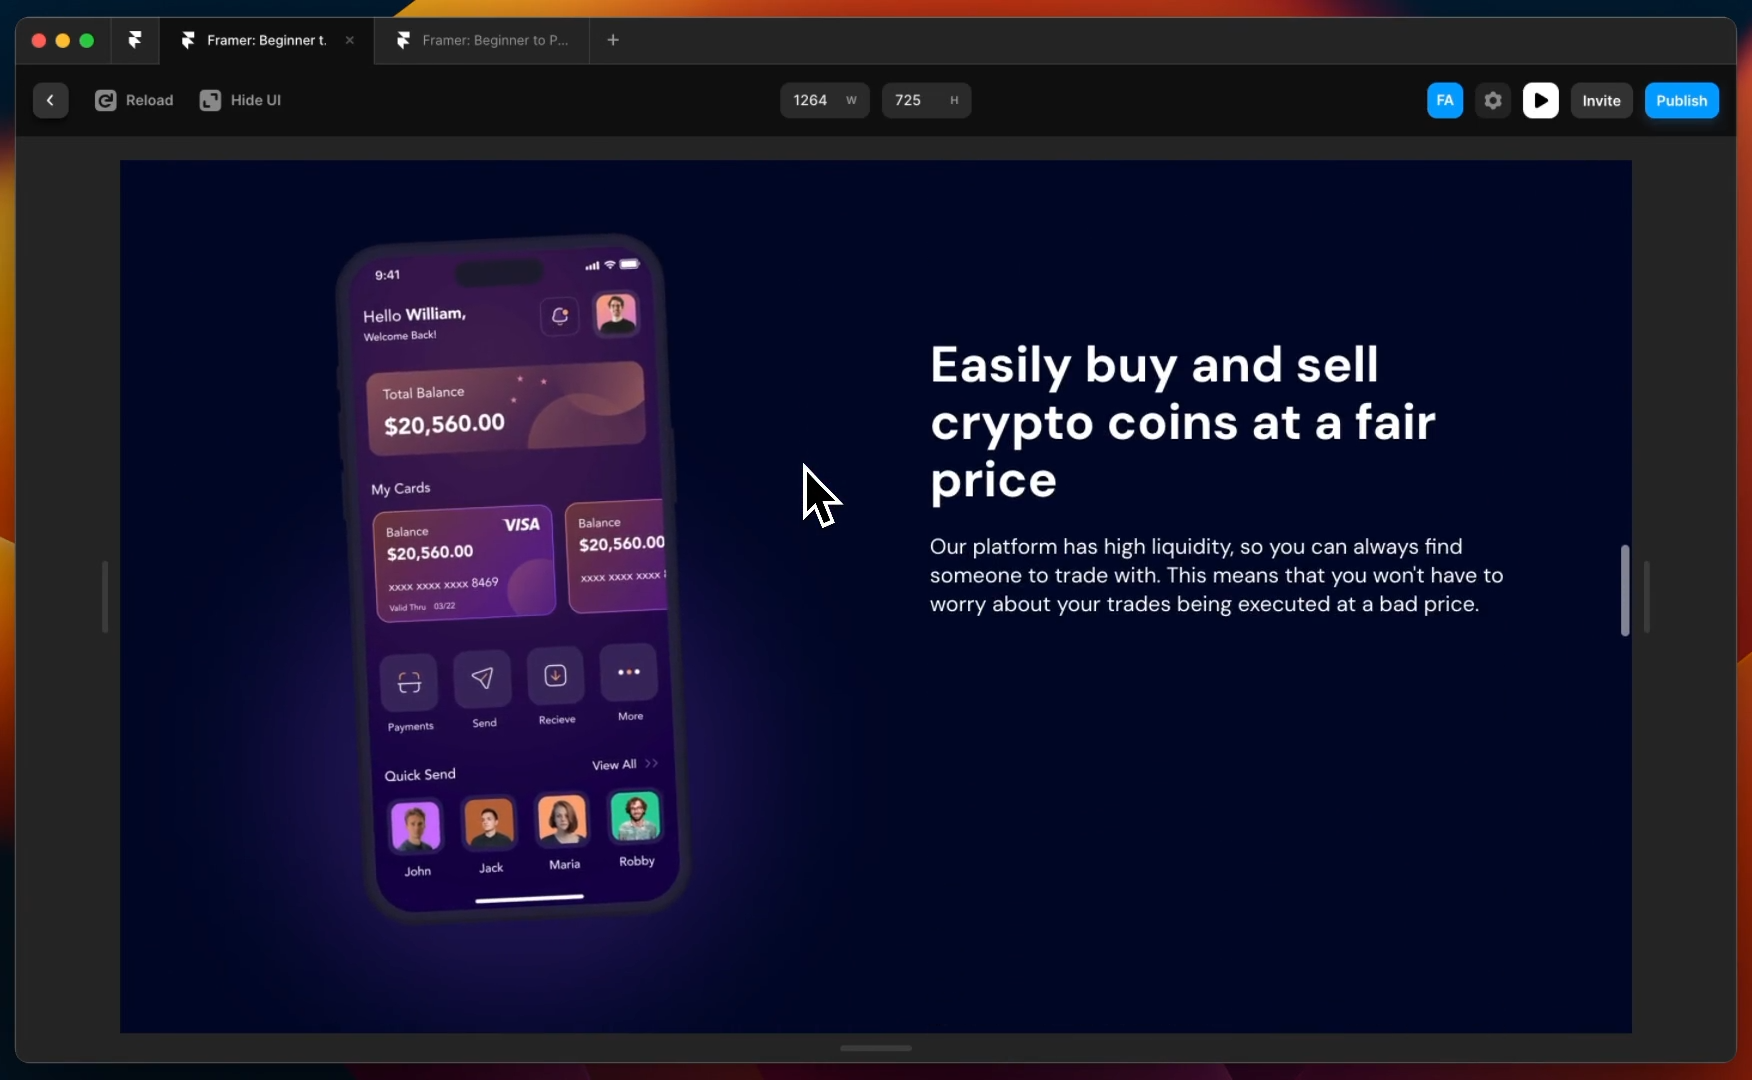 Framer: Beginner t.
Framer: Beginner to P...
Reload
Hide UI
1264 W
725 H
FA
Invite
Publish
9:41
Hello William,
Welcome Back!
Total Balance
$20,560.00
My Cards
Balance
VISA
$20,560.00
xxxx xxxx xxxx 8469
Valid Thru 03/22
Balance
$20,560.00
xxxx xxxx xxxx
Payments
Send
Recieve
More
Quick Send
View All
John
Jack
Maria
Robby
Easily buy and sell
crypto coins at a fair
price
Our platform has high liquidity, so you can always find
someone to trade with. This means that you won't have to
worry about your trades being executed at a bad price.